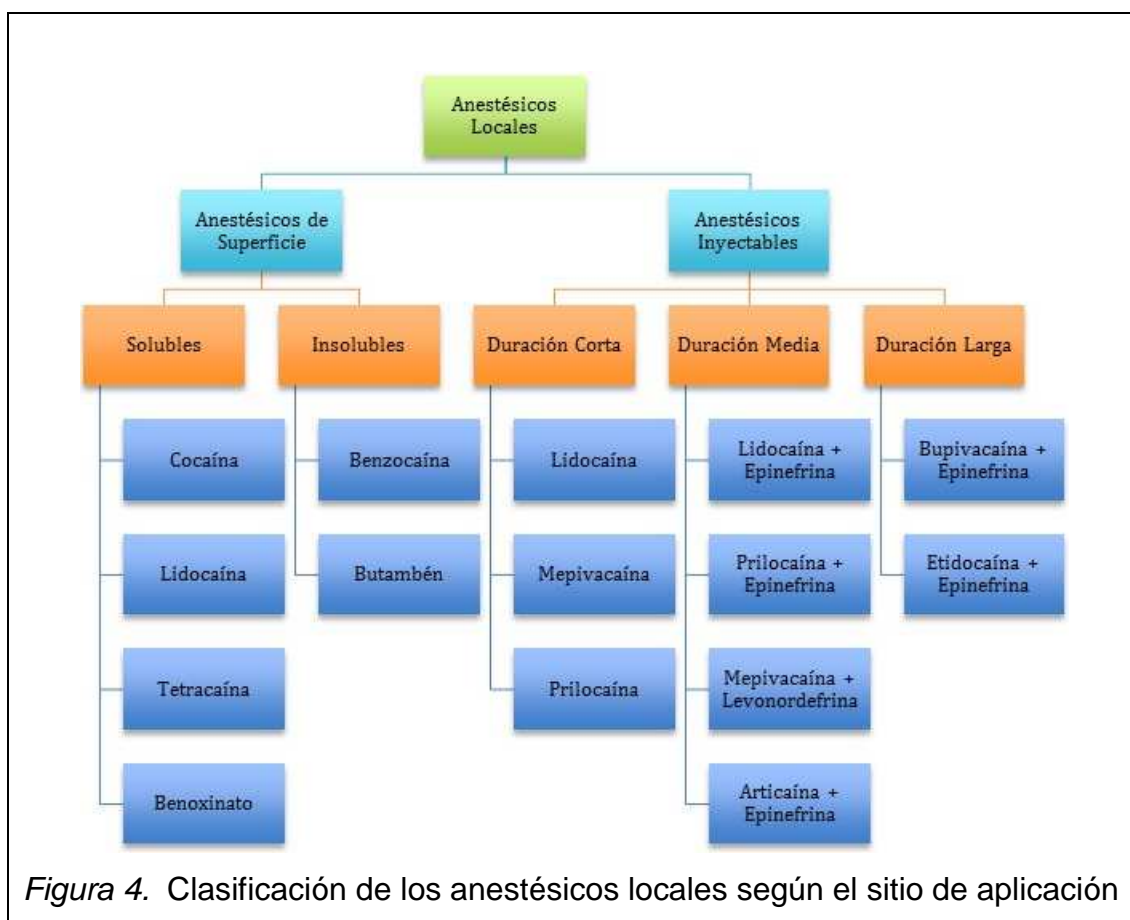 Anestésicos
Locales
Anestésicos de
Superficie
Anestésicos
Inyectables
Solubles
Insolubles
Duración Corta
Duración Media
Duración Larga
Cocaína
Benzocaína
Lidocaína
Lidocaína +
Epinefrina
Bupivacaína +
Epinefrina
Lidocaína
Butambén
Mepivacaína
Prilocaína +
Epinefrina
Etidocaína +
Epinefrina
Tetracaína
Prilocaína
Mepivacaína +
Levonordefrina
Benoxinato
Articaína +
Epinefrina
Figura 4. Clasificación de los anestésicos locales según el sitio de aplicación